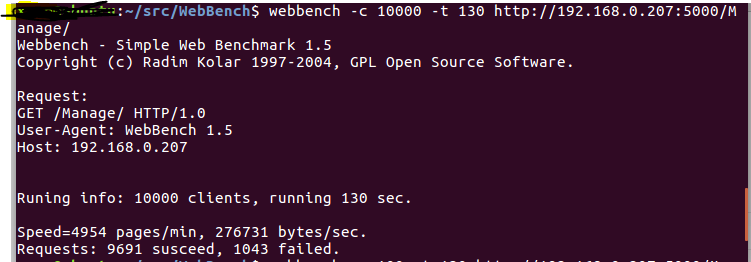 :~/src/WebBench$ webbench -c 10000 -t 130 http://192.168.0.207:5000/M
anage/
Webbench - Simple Web Benchmark 1.5
Copyright (c) Radim Kolar 1997-2004, GPL Open Source Software.
Request:
GET /Manage/ HTTP/1.0
User-Agent: WebBench 1.5
Host: 192.168.0.207
Runing info: 10000 clients, running 130 sec.
Speed=4954 pages/min, 276731 bytes/sec.
Requests: 9691 susceed, 1043 failed.